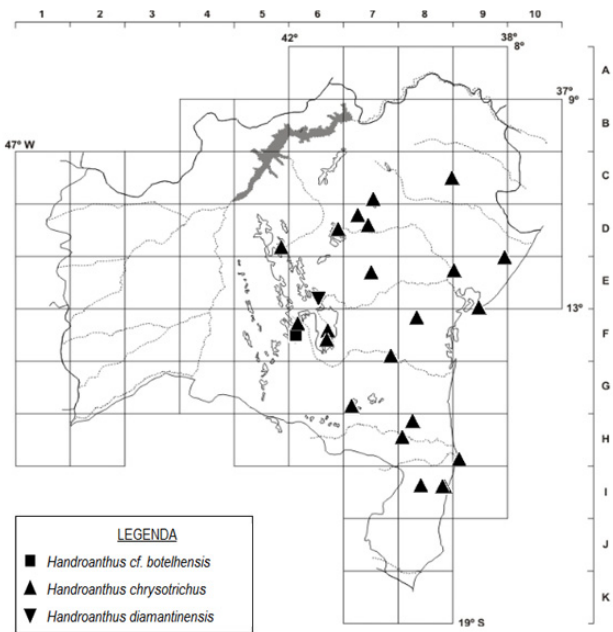 1 2 3 4 5 6 7 8 9 10
42° 38°
8°
A
37°
9°
B
47° W
C
D
E
13°
F
G
H
I
J
K
19° S
LEGENDA
Handroanthus cf. botelhensis
Handroanthus chrysotrichus
Handroanthus diamantinensis